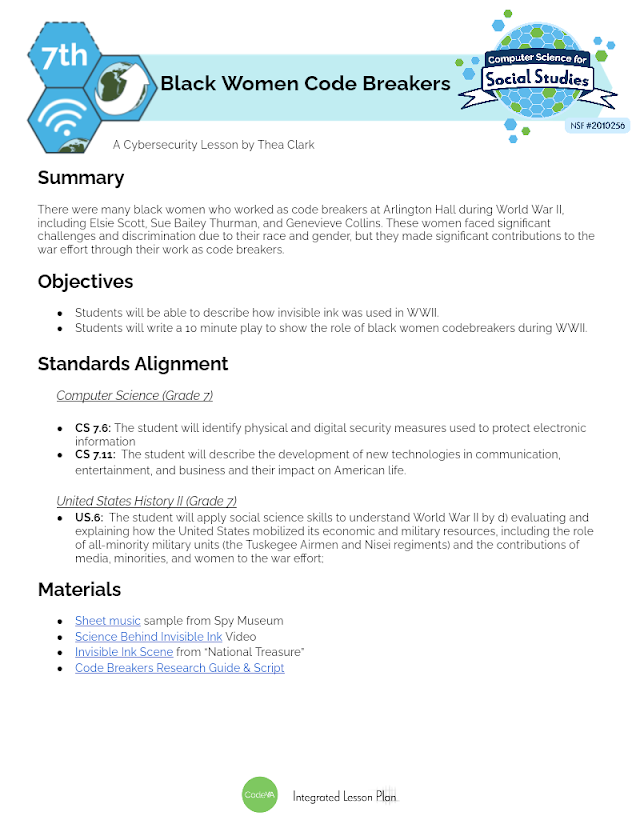 7th
Black Women Code Breakers
Computer Science for
Social Studies
NSF #2010256
A Cybersecurity Lesson by Thea Clark
Summary
There were many black women who worked as code breakers at Arlington Hall during World War II,
including Elsie Scott, Sue Bailey Thurman, and Genevieve Collins. These women faced significant
challenges and discrimination due to their race and gender, but they made significant contributions to the
war effort through their work as code breakers.
Objectives
● Students will be able to describe how invisible ink was used in WWII.
● Students will write a 10 minute play to show the role of black women codebreakers during WWII.
Standards Alignment
Computer Science (Grade 7)
● CS 7.6: The student will identify physical and digital security measures used to protect electronic
information
● CS 7.11: The student will describe the development of new technologies in communication,
entertainment, and business and their impact on American life.
United States History II (Grade 7)
● US.6: The student will apply social science skills to understand World War II by d) evaluating and
explaining how the United States mobilized its economic and military resources, including the role
of all-minority military units (the Tuskegee Airmen and Nisei regiments) and the contributions of
media, minorities, and women to the war effort;
Materials
● Sheet music sample from Spy Museum
● Science Behind Invisible Ink Video
● Invisible Ink Scene from “National Treasure”
● Code Breakers Research Guide & Script
CodeVA
Integrated Lesson Plan